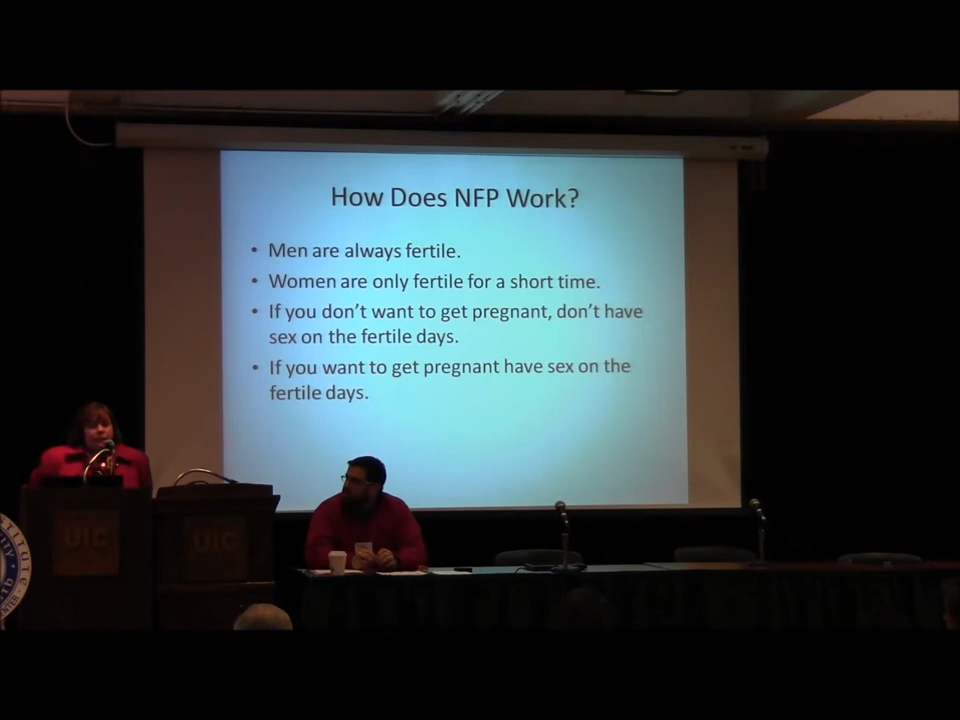 How Does NFP Work?
• Men are always fertile.
• Women are only fertile for a short time.
• If you don't want to get pregnant, don't have
sex on the fertile days.
• If you want to get pregnant have sex on the
fertile days.
UIC
UIC